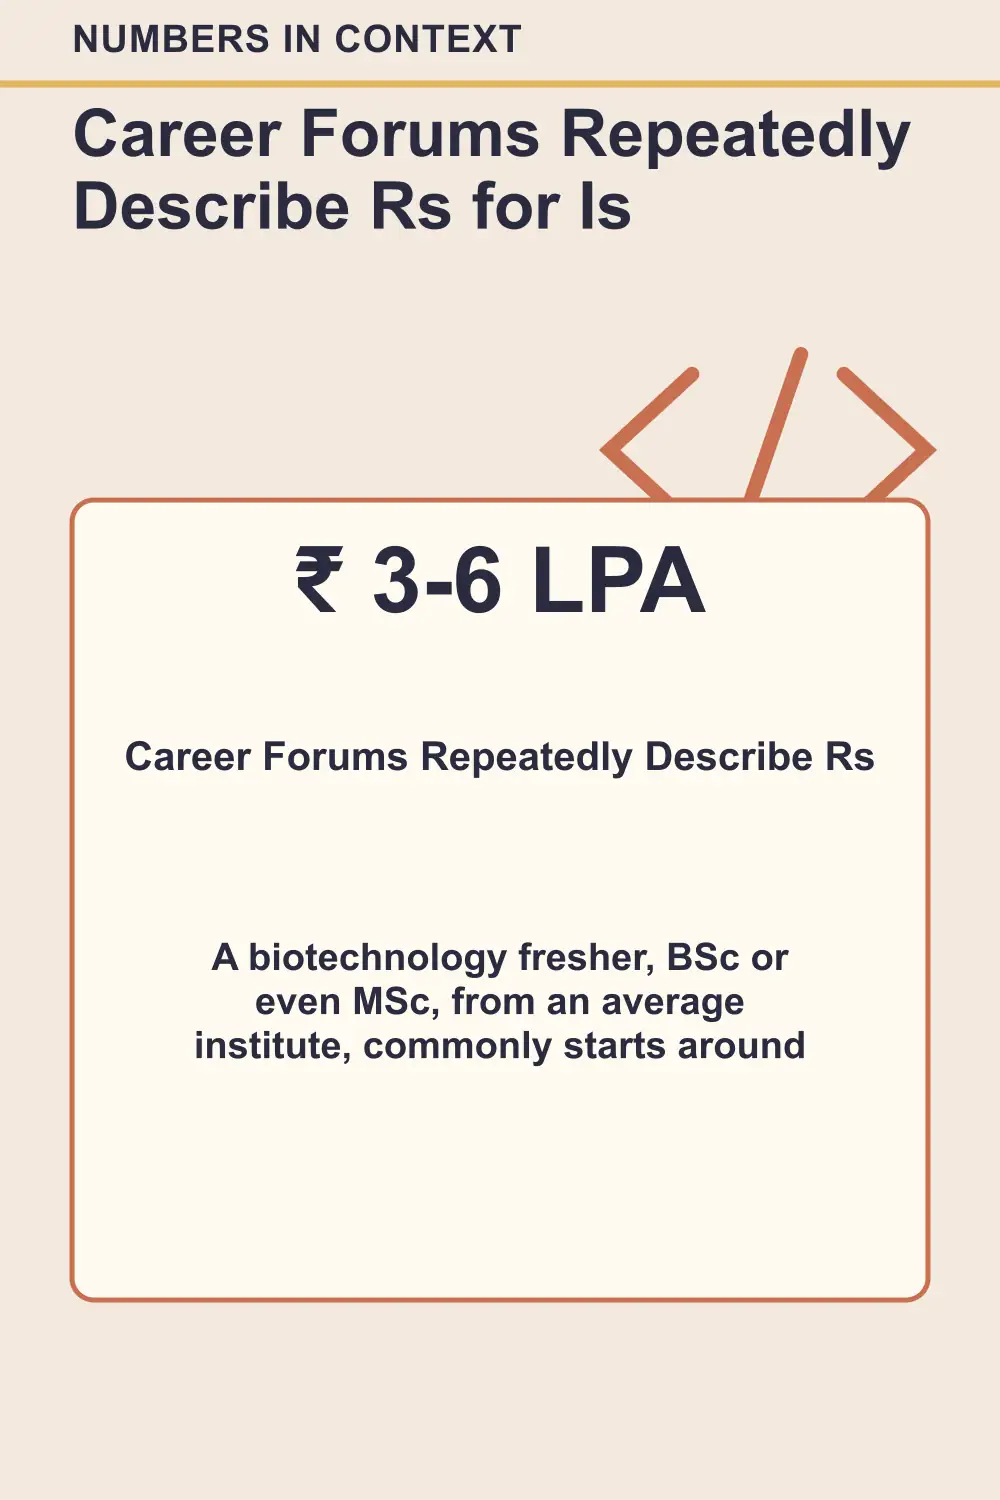 NUMBERS IN CONTEXT
Career Forums Repeatedly
Describe Rs for Is
₹ 3-6 LPA
Career Forums Repeatedly Describe Rs
A biotechnology fresher, BSc or
even MSc, from an average
institute, commonly starts around